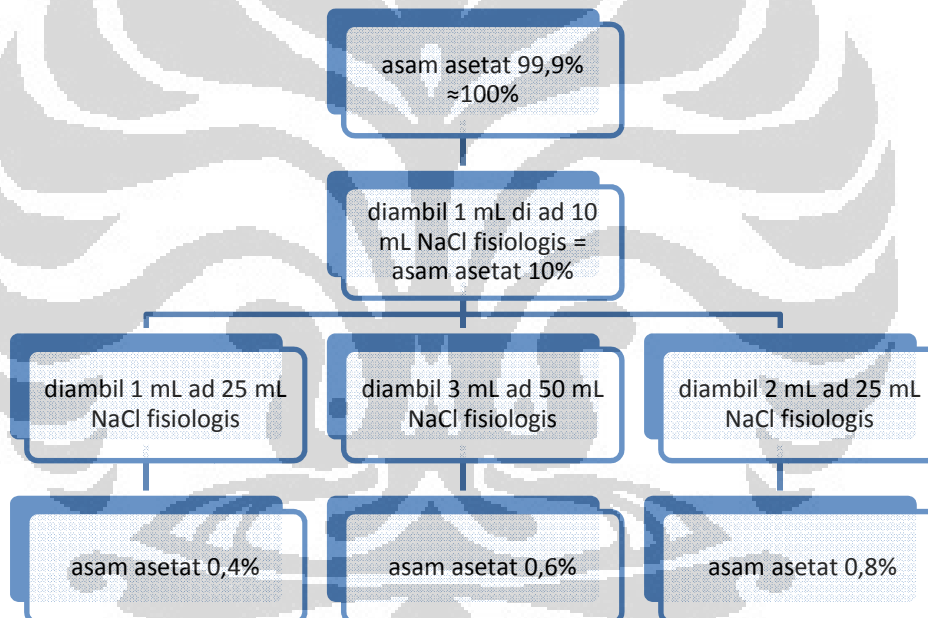 asam asetat 99,9%
≈100%
diambil 1 mL di ad 10
mL NaCl fisiologis =
asam asetat 10%
diambil 1 mL ad 25 mL
NaCl fisiologis
diambil 3 mL ad 50 mL
NaCl fisiologis
diambil 2 mL ad 25 mL
NaCl fisiologis
asam asetat 0,4%
asam asetat 0,6%
asam asetat 0,8%